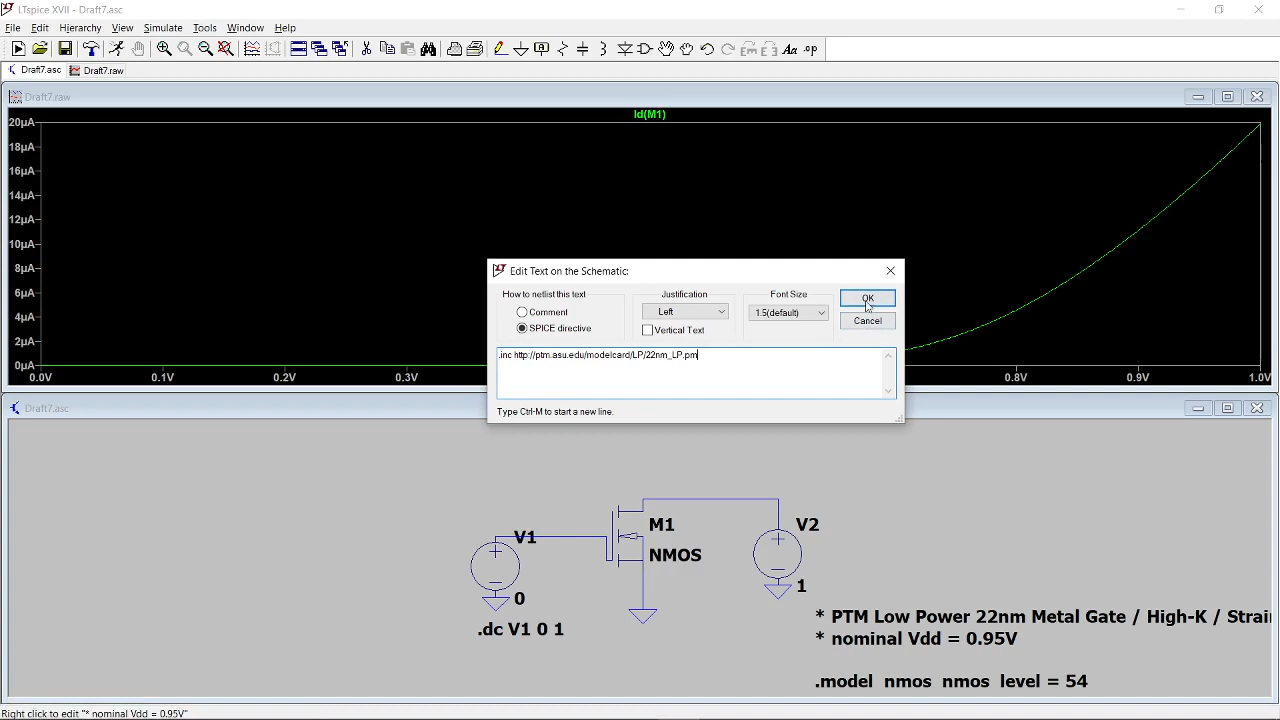 LTspice XVII - Draft7.asc
File Edit Hierarchy View Simulate Tools Window Help
Draft7.asc Draft7.raw
Draft7.raw
Id(M1)
20µA
18µA
16µA
14µA
12µA
10µA
8µA
6µA
4µA
2µA
0µA
0.0V 0.1V 0.2V 0.3V 0.8V 0.9V 1.0V
Edit Text on the Schematic:
How to netlist this text Justification Font Size
Comment Left 1.5(default) OK
SPICE directive Vertical Text Cancel
.inc http://ptm.asu.edu/modelcard/LP/22nm_LP.pm
Type Ctrl-M to start a new line.
Draft7.asc
V1 M1 V2
NMOS
0 1
.dc V1 0 1
* PTM Low Power 22nm Metal Gate / High-K / Strai
* nominal Vdd = 0.95V
.model nmos nmos level = 54
Right click to edit "* nominal Vdd = 0.95V"